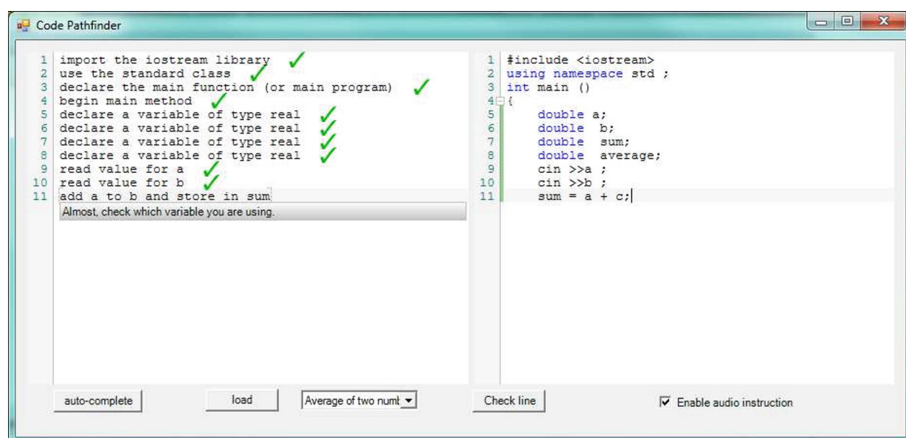 Code Pathfinder
1 import the iostream library
2 use the standard class
3 declare the main function (or main program)
4 begin main method
5 declare a variable of type real
6 declare a variable of type real
7 declare a variable of type real
8 declare a variable of type real
9 read value for a
10 read value for b
11 add a to b and store in sum
Almost, check which variable you are using.
1 #include <iostream>
2 using namespace std ;
3 int main ()
4 {
5 double a;
6 double b;
7 double sum;
8 double average;
9 cin >>a ;
10 cin >>b ;
11 sum = a + c;
auto-complete
load
Average of two numb
Check line
Enable audio instruction